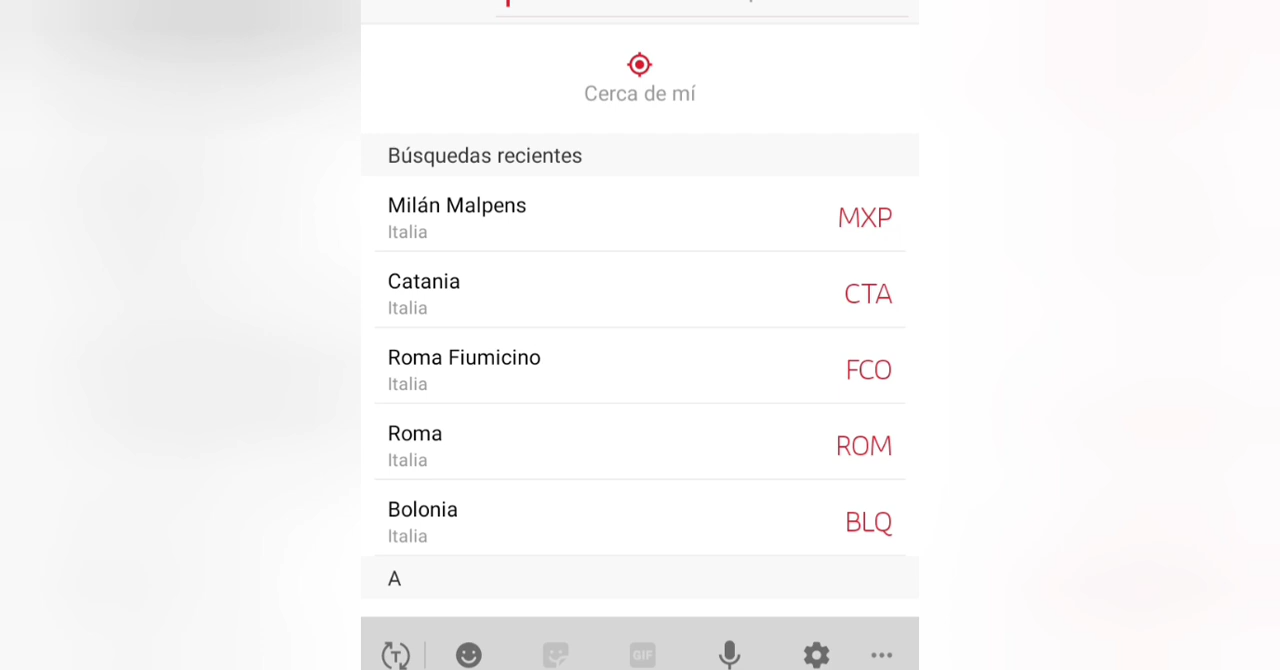 Cerca de mí
Búsquedas recientes
Milán Malpens
Italia
MXP
Catania
Italia
CTA
Roma Fiumicino
Italia
FCO
Roma
Italia
ROM
Bolonia
Italia
BLQ
A
T
GIF